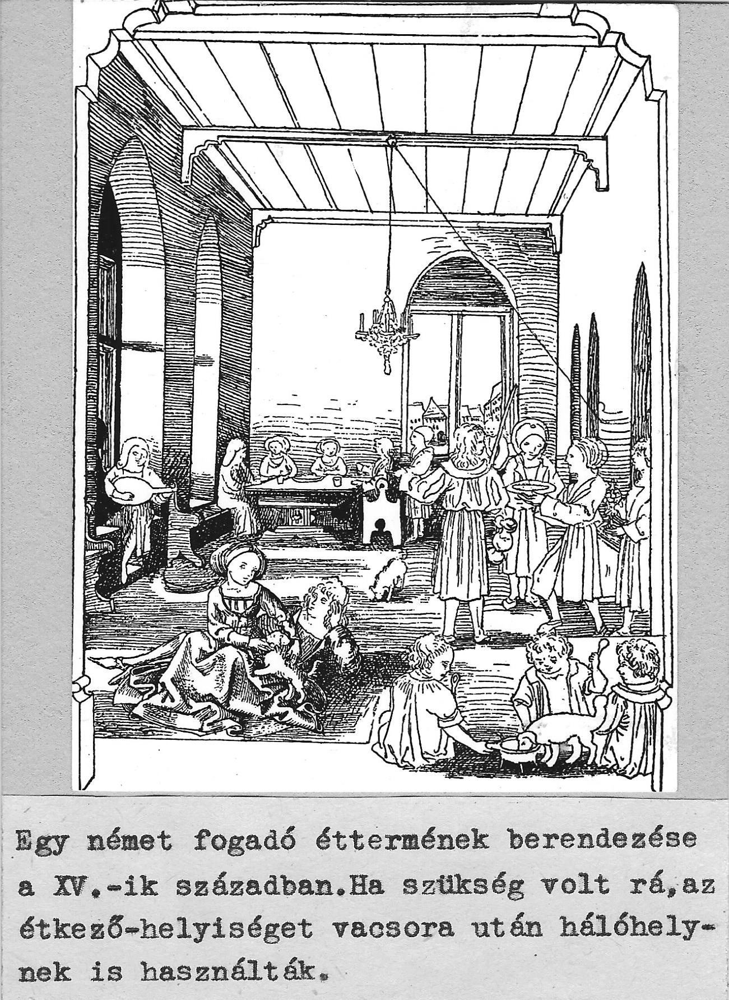 Egy német fogadó éttermének berendezése
a XV.-ik században.Ha szükség volt rá,az
étkező-helyiséget vacsora után hálóhely-
nek is használták.